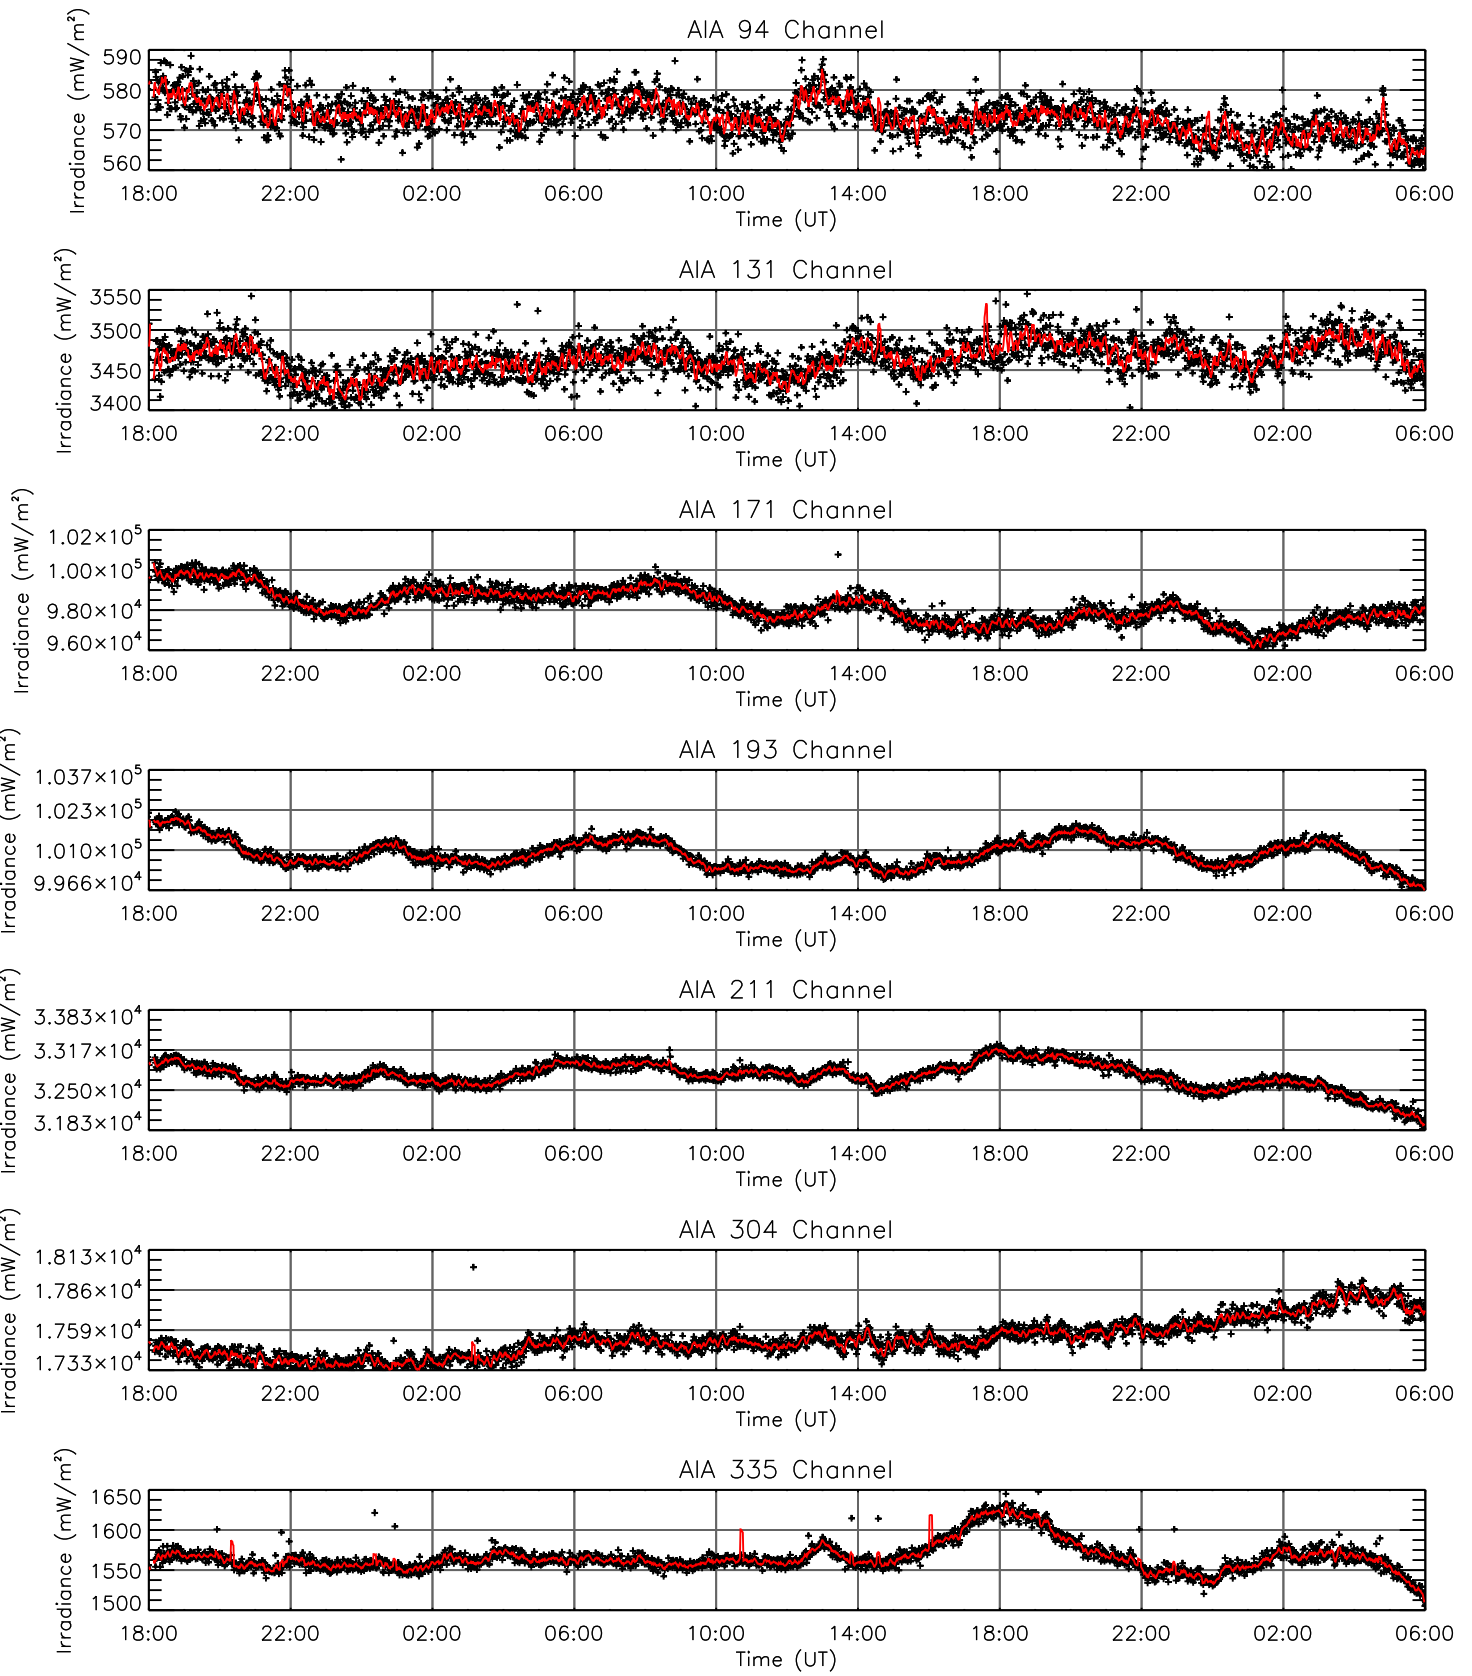 AIA 94 Channel
Irradiance (mW/m²)
590
580
570
560
18:00 22:00 02:00 06:00 10:00 14:00 18:00 22:00 02:00 06:00
Time (UT)
AIA 131 Channel
Irradiance (mW/m²)
3550
3500
3450
3400
18:00 22:00 02:00 06:00 10:00 14:00 18:00 22:00 02:00 06:00
Time (UT)
AIA 171 Channel
Irradiance (mW/m²)
1.02×10⁵
1.00×10⁵
9.80×10⁴
9.60×10⁴
18:00 22:00 02:00 06:00 10:00 14:00 18:00 22:00 02:00 06:00
Time (UT)
AIA 193 Channel
Irradiance (mW/m²)
1.037×10⁵
1.023×10⁵
1.010×10⁵
9.966×10⁴
18:00 22:00 02:00 06:00 10:00 14:00 18:00 22:00 02:00 06:00
Time (UT)
AIA 211 Channel
Irradiance (mW/m²)
3.383×10⁴
3.317×10⁴
3.250×10⁴
3.183×10⁴
18:00 22:00 02:00 06:00 10:00 14:00 18:00 22:00 02:00 06:00
Time (UT)
AIA 304 Channel
Irradiance (mW/m²)
1.813×10⁴
1.786×10⁴
1.759×10⁴
1.733×10⁴
18:00 22:00 02:00 06:00 10:00 14:00 18:00 22:00 02:00 06:00
Time (UT)
AIA 335 Channel
Irradiance (mW/m²)
1650
1600
1550
1500
18:00 22:00 02:00 06:00 10:00 14:00 18:00 22:00 02:00 06:00
Time (UT)